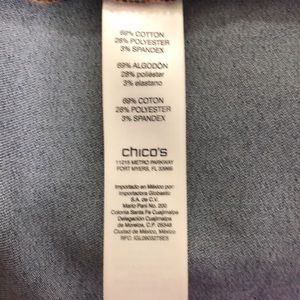 69% COTTON
28% POLYESTER
3% SPANDEX
69% ALGODÓN
28% poliéster
3% elastano
69% COTON
28% POLYESTER
3% SPANDEX
chico's
11215 METRO PARKWAY
FORT MYERS, FL 33966
Importado en México por:
Importadora Globastic
S.A. de C.V.
Mario Pani No. 200
Colonia Santa Fe Cuajimalpa
Delegación Cuajimalpa
de Morelos, C.P. 05348
Ciudad de México, México